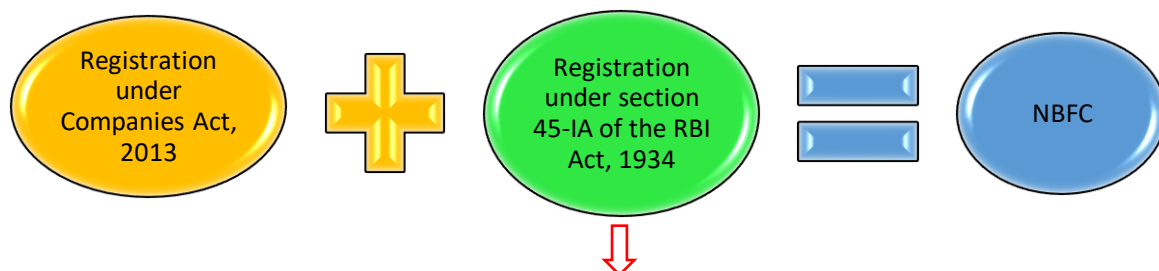 Registration
under
Companies Act,
2013
Registration
under section
45-IA of the RBI
Act, 1934
NBFC